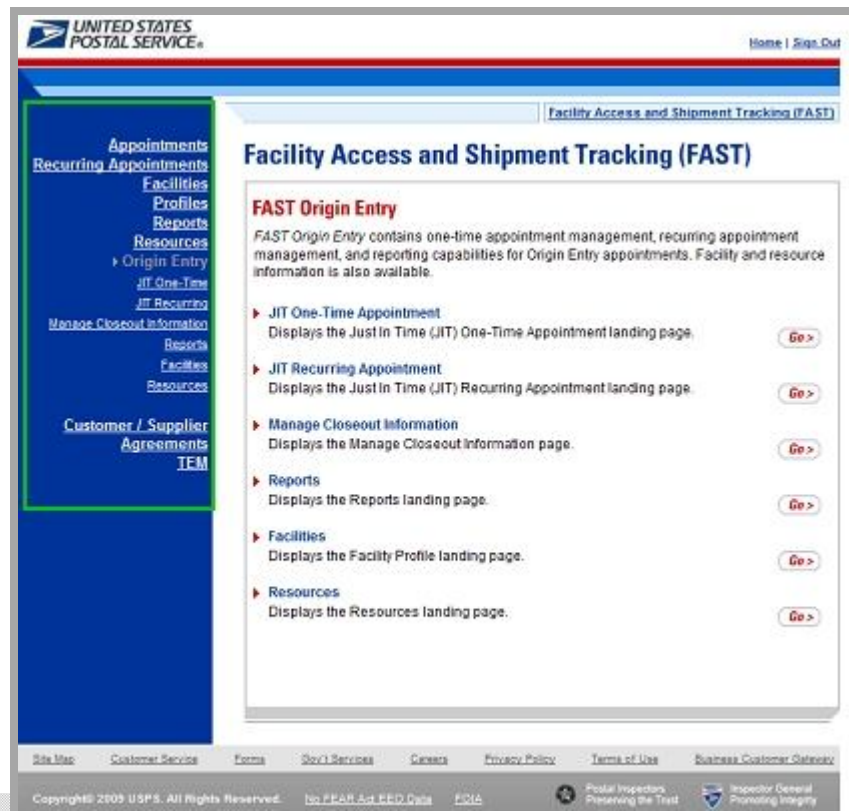 UNITED STATES
POSTAL SERVICE®
Home | Sign Out
Facility Access and Shipment Tracking (FAST)
Appointments
Recurring Appointments
Facilities
Profiles
Reports
Resources
Origin Entry
JIT One-Time
JIT Recurring
Manage Closeout Information
Reports
Facilities
Resources
Customer / Supplier
Agreements
TEM
Facility Access and Shipment Tracking (FAST)
FAST Origin Entry
FAST Origin Entry contains one-time appointment management, recurring appointment
management, and reporting capabilities for Origin Entry appointments. Facility and resource
information is also available.
JIT One-Time Appointment
Displays the Just In Time (JIT) One-Time Appointment landing page.
Go >
JIT Recurring Appointment
Displays the Just In Time (JIT) Recurring Appointment landing page.
Go >
Manage Closeout Information
Displays the Manage Closeout Information page.
Go >
Reports
Displays the Reports landing page.
Go >
Facilities
Displays the Facility Profile landing page.
Go >
Resources
Displays the Resources landing page.
Go >
Site Map Customer Service Forms Gov't Services Careers Privacy Policy Terms of Use Business Customer Gateway
Copyright© 2009 USPS. All Rights Reserved. No FEAR Act EEO Data FOIA
Postal Inspectors
Preserving the Trust
Inspector General
Promoting Integrity